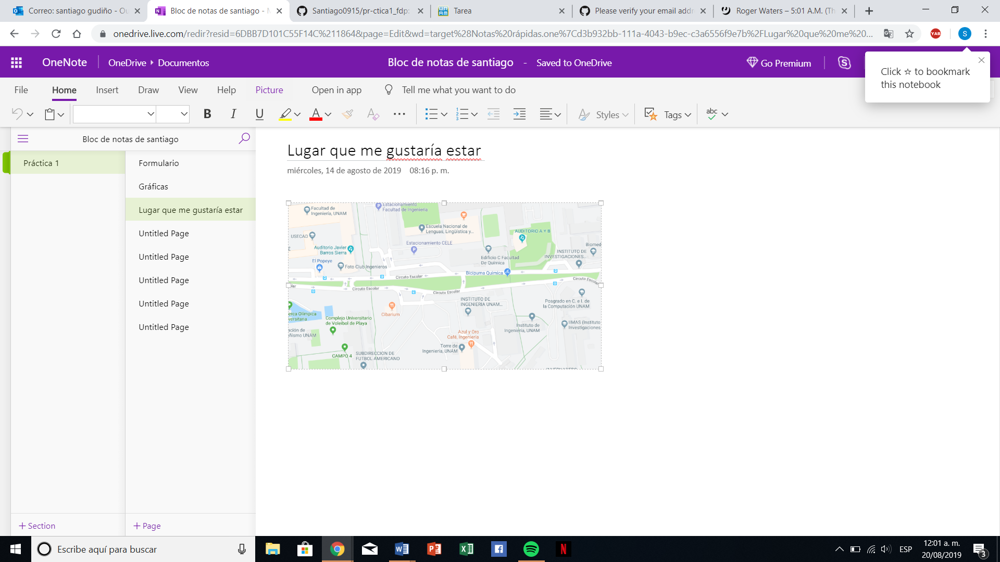 Correo: santiago gudiño - Ou
Bloc de notas de santiago - M
Santiago0915/pr-ctica1_fdp:
Tarea
Please verify your email addr
Roger Waters – 5:01 A.M. (Th
onedrive.live.com/redir?resid=6DBB7D101C55F14C%211864&page=Edit&wd=target%28Notas%20rápidas.one%7Cd3b932bb-111a-4043-b9ec-c3a6556f9e7b%2FLugar%20que%20me%20...
YAB
S
OneNote
OneDrive
Documentos
Bloc de notas de santiago - Saved to OneDrive
Go Premium
Click ☆ to bookmark
this notebook
File
Home
Insert
Draw
View
Help
Picture
Open in app
Tell me what you want to do
B
I
U
A
Styles
Tags
abc
Bloc de notas de santiago
Práctica 1
Formulario
Gráficas
Lugar que me gustaría estar
Untitled Page
Untitled Page
Untitled Page
Untitled Page
Untitled Page
+ Section
+ Page
Lugar que me gustaría estar
miércoles, 14 de agosto de 2019 08:16 p. m.
Facultad de
Ingeniería, UNAM
Estacionamiento
Facultad de Ingeniería
Escuela Nacional de
Lenguas, Lingüística y...
AUDITORIO A Y B
USECAD
Estacionamiento CELE
Auditorio Javier
Barros Sierra
Biomed
INSTITUTO DE
INVESTIGACIONES...
Edificio C Facultad
De Química
El Popeye
Foto Club Ingenieros
Bicipuma Química
Circuto Escolar
Circuto Escolar
Circuto Escolar
Circuto Escolar
lar
INSTITUTO DE
INGENIERIA UNAM...
Posgrado en C. e I. de
la Computación UNAM
Cibarium
erca Olímpica
versitaria
Complejo Universitario
de Voleibol de Playa
Instituto de
Ingeniería, UNAM
IIMAS (Instituto
Investigaciones
ación de
ñismo UNAM
Azul y Oro
Café, Ingeniería
Torre de
Ingeniería, UNAM
CAMPO 4
SUBDIRECCION DE
FUTBOL AMERICANO
INVERNADERO
Escribe aquí para buscar
ESP
12:01 a. m.
20/08/2019
3